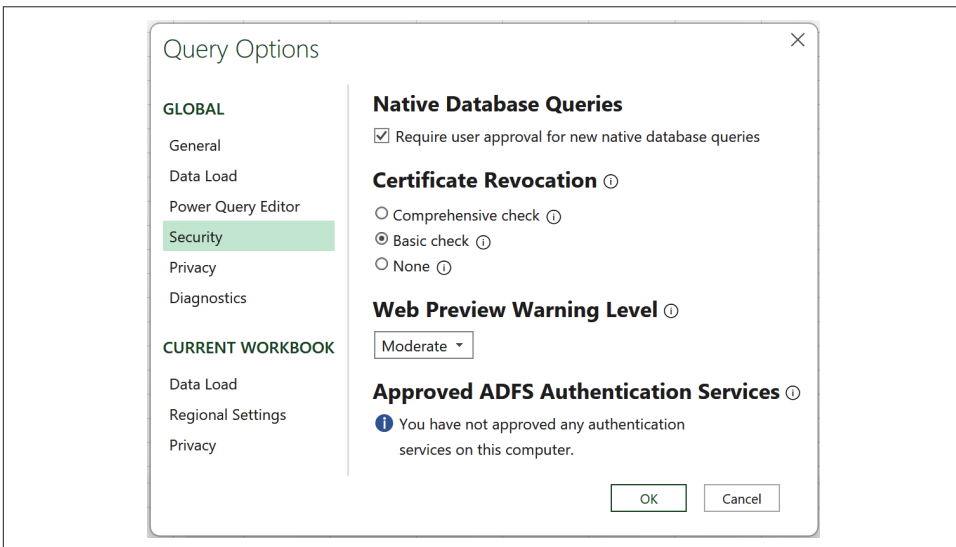 Query Options
GLOBAL
General
Data Load
Power Query Editor
Security
Privacy
Diagnostics
CURRENT WORKBOOK
Data Load
Regional Settings
Privacy
Native Database Queries
Require user approval for new native database queries
Certificate Revocation
Comprehensive check
Basic check
None
Web Preview Warning Level
Moderate
Approved ADFS Authentication Services
You have not approved any authentication
services on this computer.
OK
Cancel